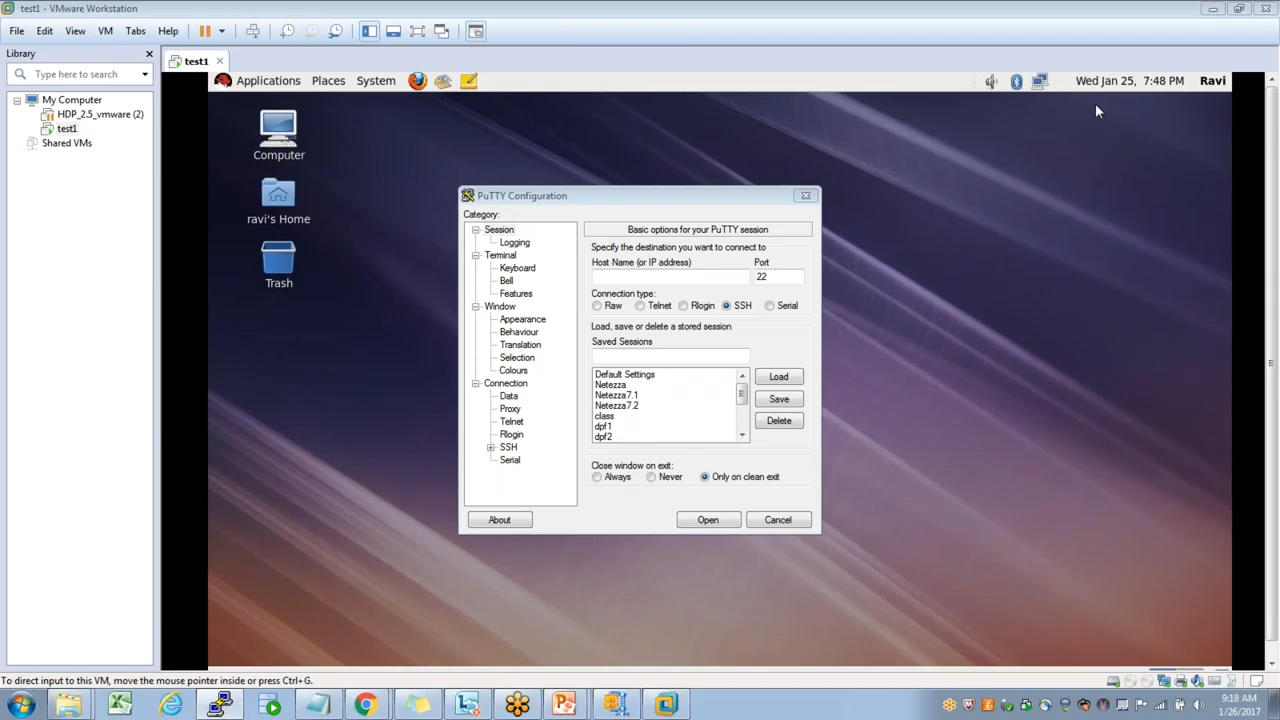 test1 - VMware Workstation
File Edit View VM Tabs Help
Library
Type here to search
My Computer
HDP_2.5_vmware (2)
test1
Shared VMs
test1
Applications Places System
Wed Jan 25, 7:48 PM Ravi
Computer
ravi's Home
Trash
PuTTY Configuration
Category:
Session
Logging
Terminal
Keyboard
Bell
Features
Window
Appearance
Behaviour
Translation
Selection
Colours
Connection
Data
Proxy
Telnet
Rlogin
SSH
Serial
Basic options for your PuTTY session
Specify the destination you want to connect to
Host Name (or IP address) Port
22
Connection type:
Raw Telnet Rlogin SSH Serial
Load, save or delete a stored session
Saved Sessions
Default Settings
Netezza
Netezza7.1
Netezza7.2
class
dpf1
dpf2
Load
Save
Delete
Close window on exit:
Always Never Only on clean exit
About Open Cancel
To direct input to this VM, move the mouse pointer inside or press Ctrl+G.
9:18 AM
1/26/2017